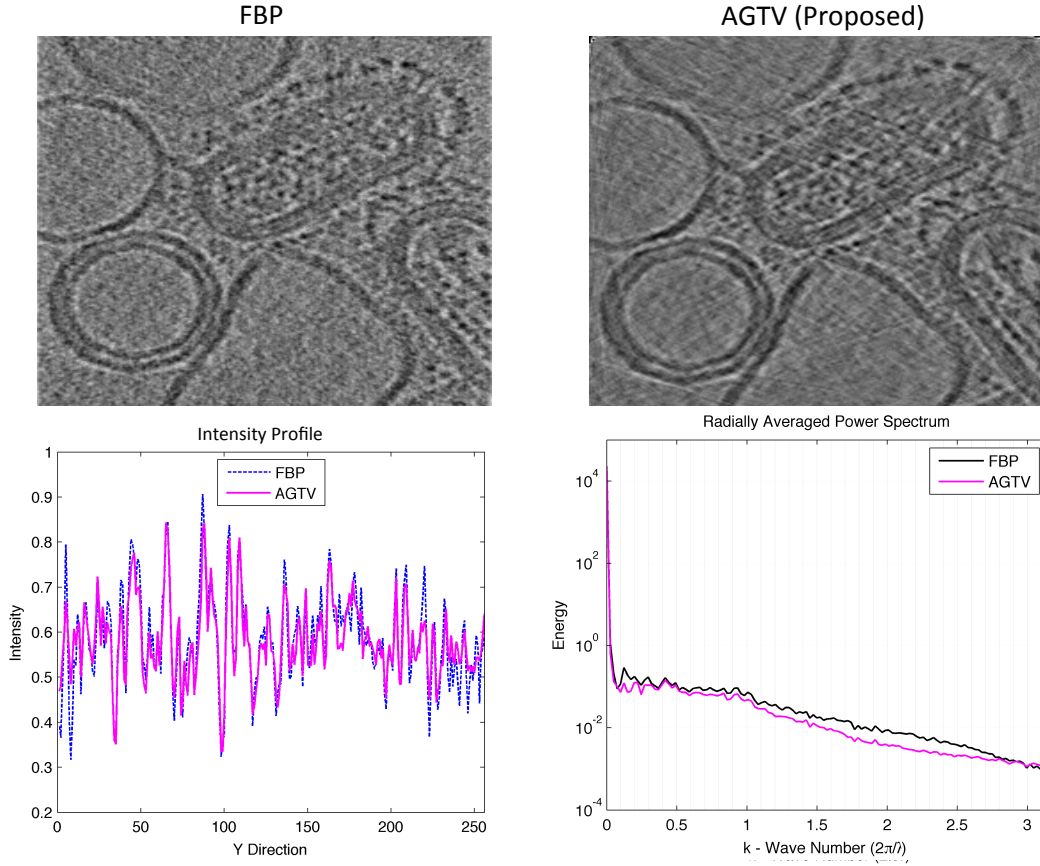 FBP
AGTV (Proposed)
Intensity Profile
1
0.9
0.8
0.7
0.6
0.5
0.4
0.3
0.2
Intensity
FBP
AGTV
0
50
100
150
200
250
Y Direction
Radially Averaged Power Spectrum
10^4
10^2
10^0
10^-2
10^-4
Energy
FBP
AGTV
0
0.5
1
1.5
2
2.5
3
k - Wave Number (2π/λ)